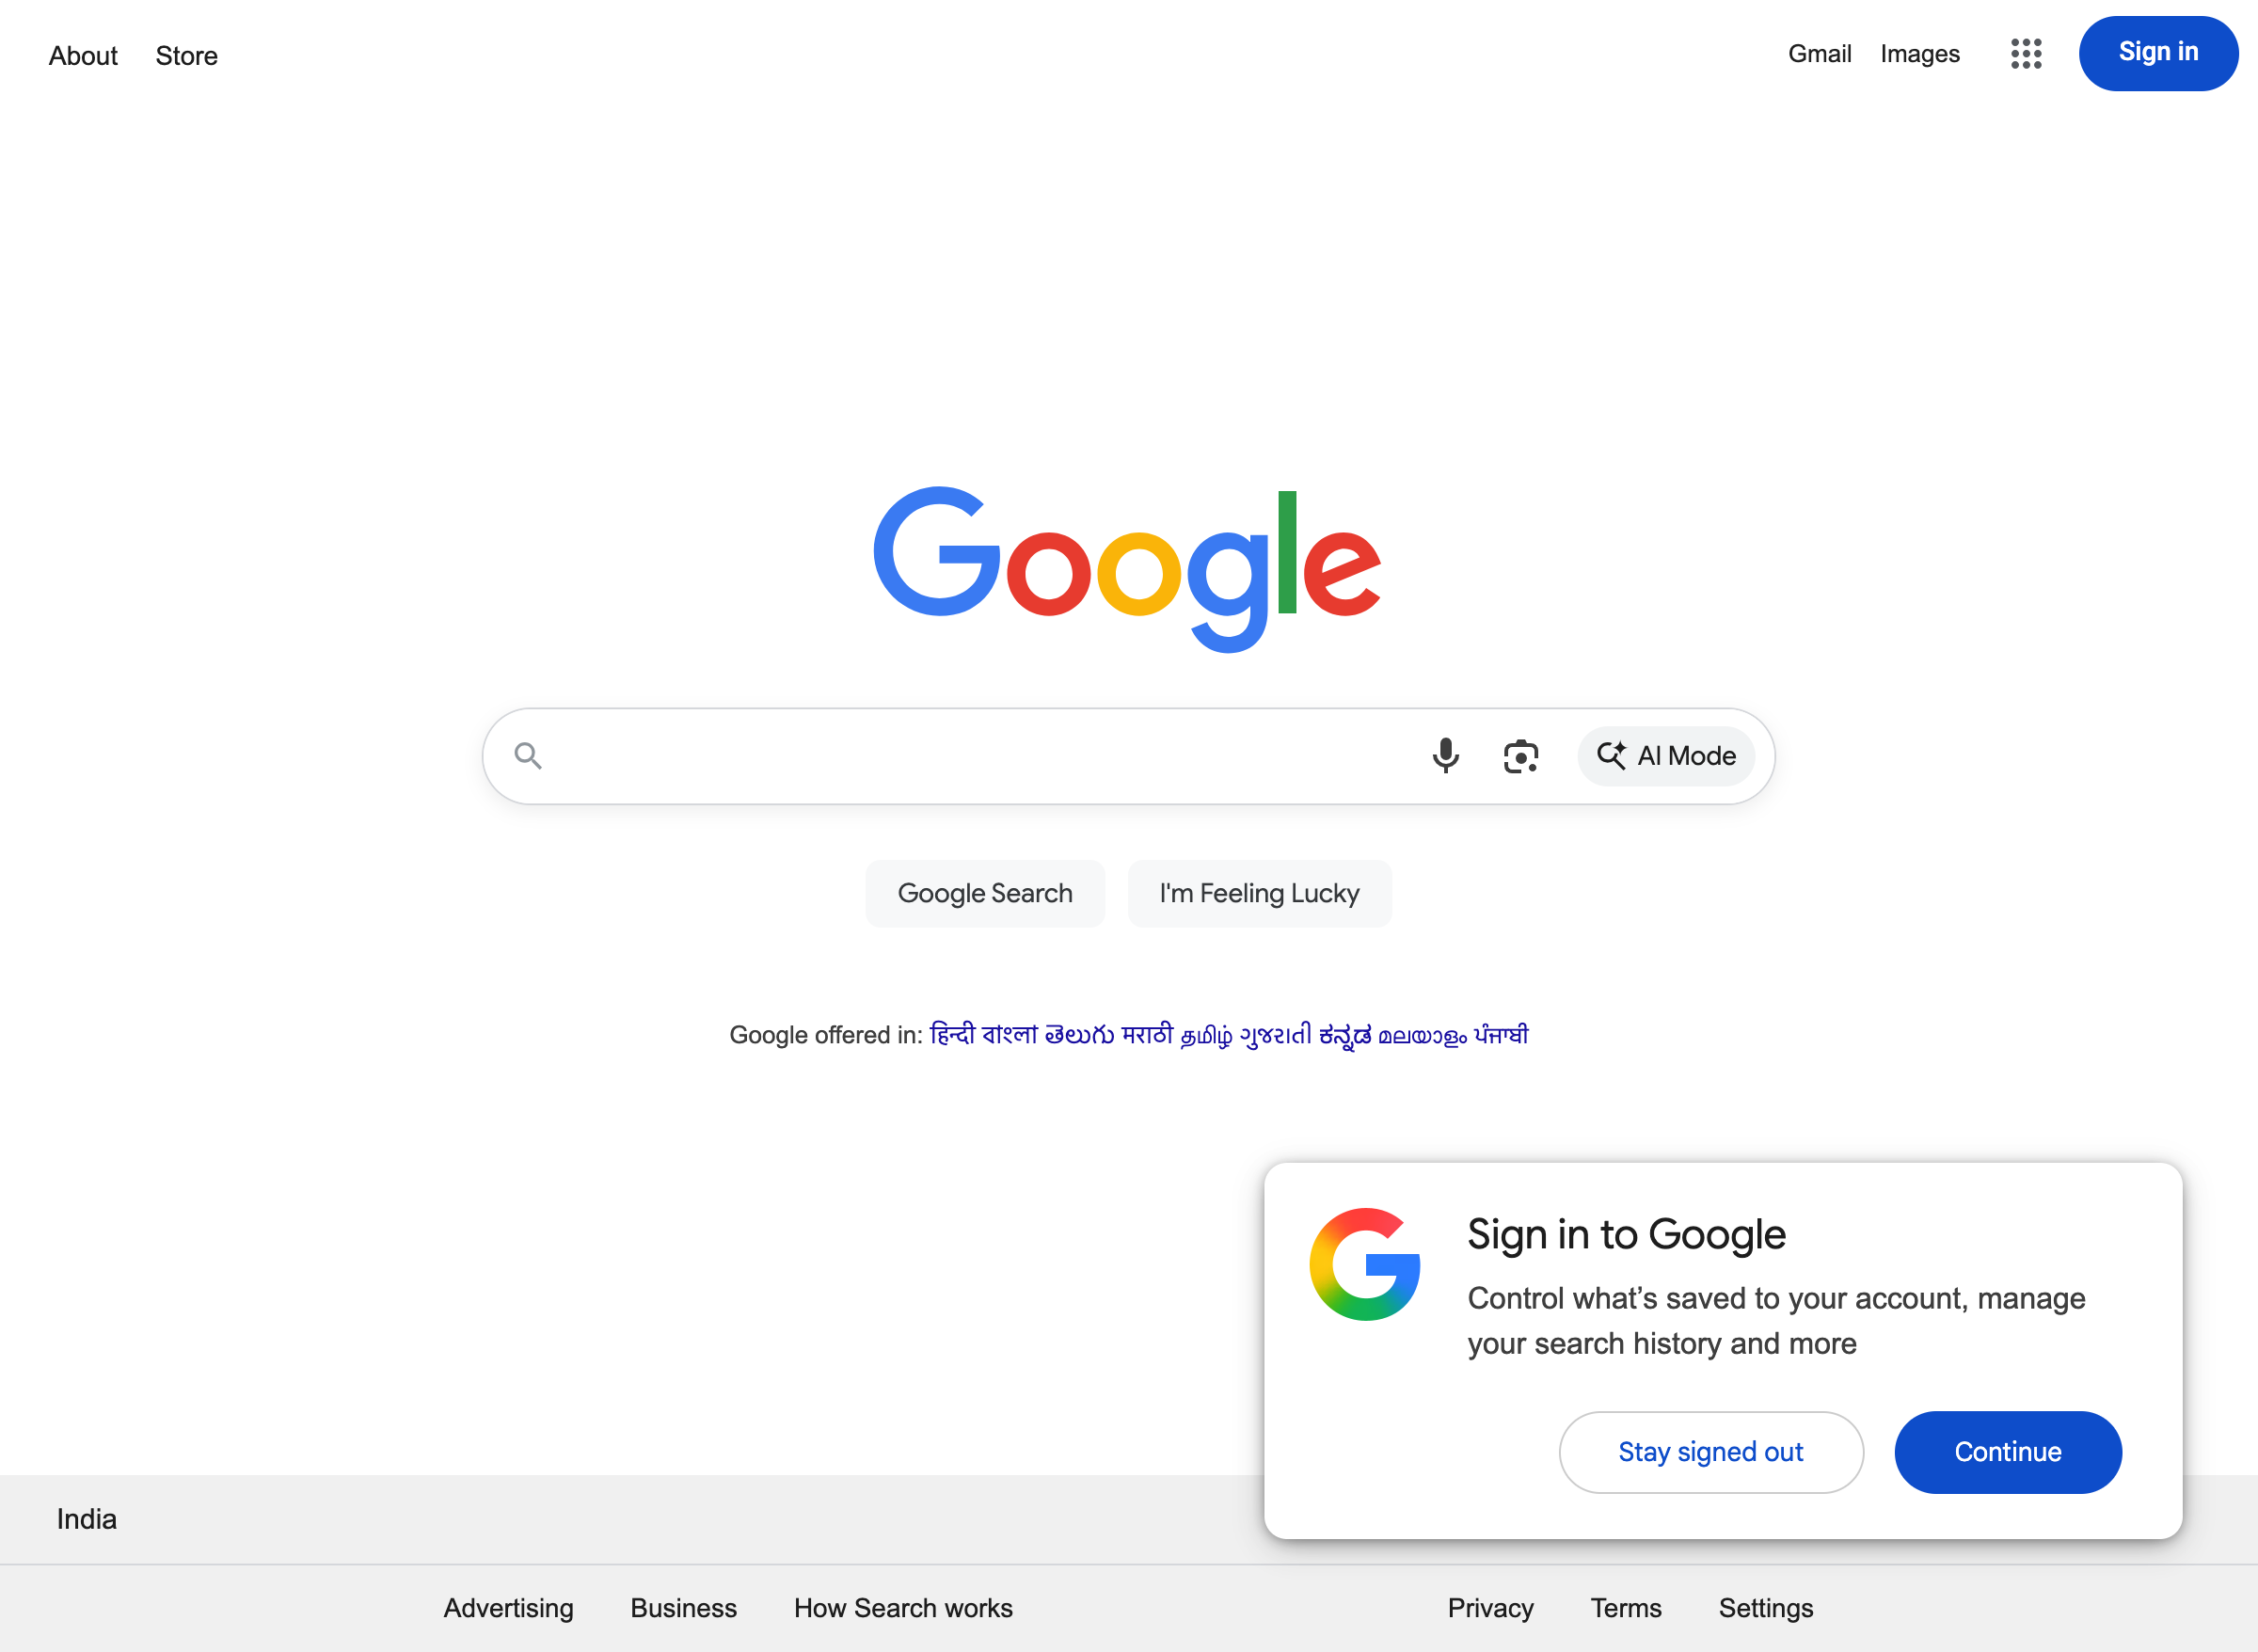 About Store
Gmail Images Sign in
Google
AI Mode
Google Search I'm Feeling Lucky
Google offered in: हिन्दी বাংলা తెలుగు मराठी தமிழ் ગુજરાતી ಕನ್ನಡ മലയാളം ਪੰਜਾਬੀ
Sign in to Google
Control what’s saved to your account, manage
your search history and more
Stay signed out Continue
India
Advertising Business How Search works Privacy Terms Settings